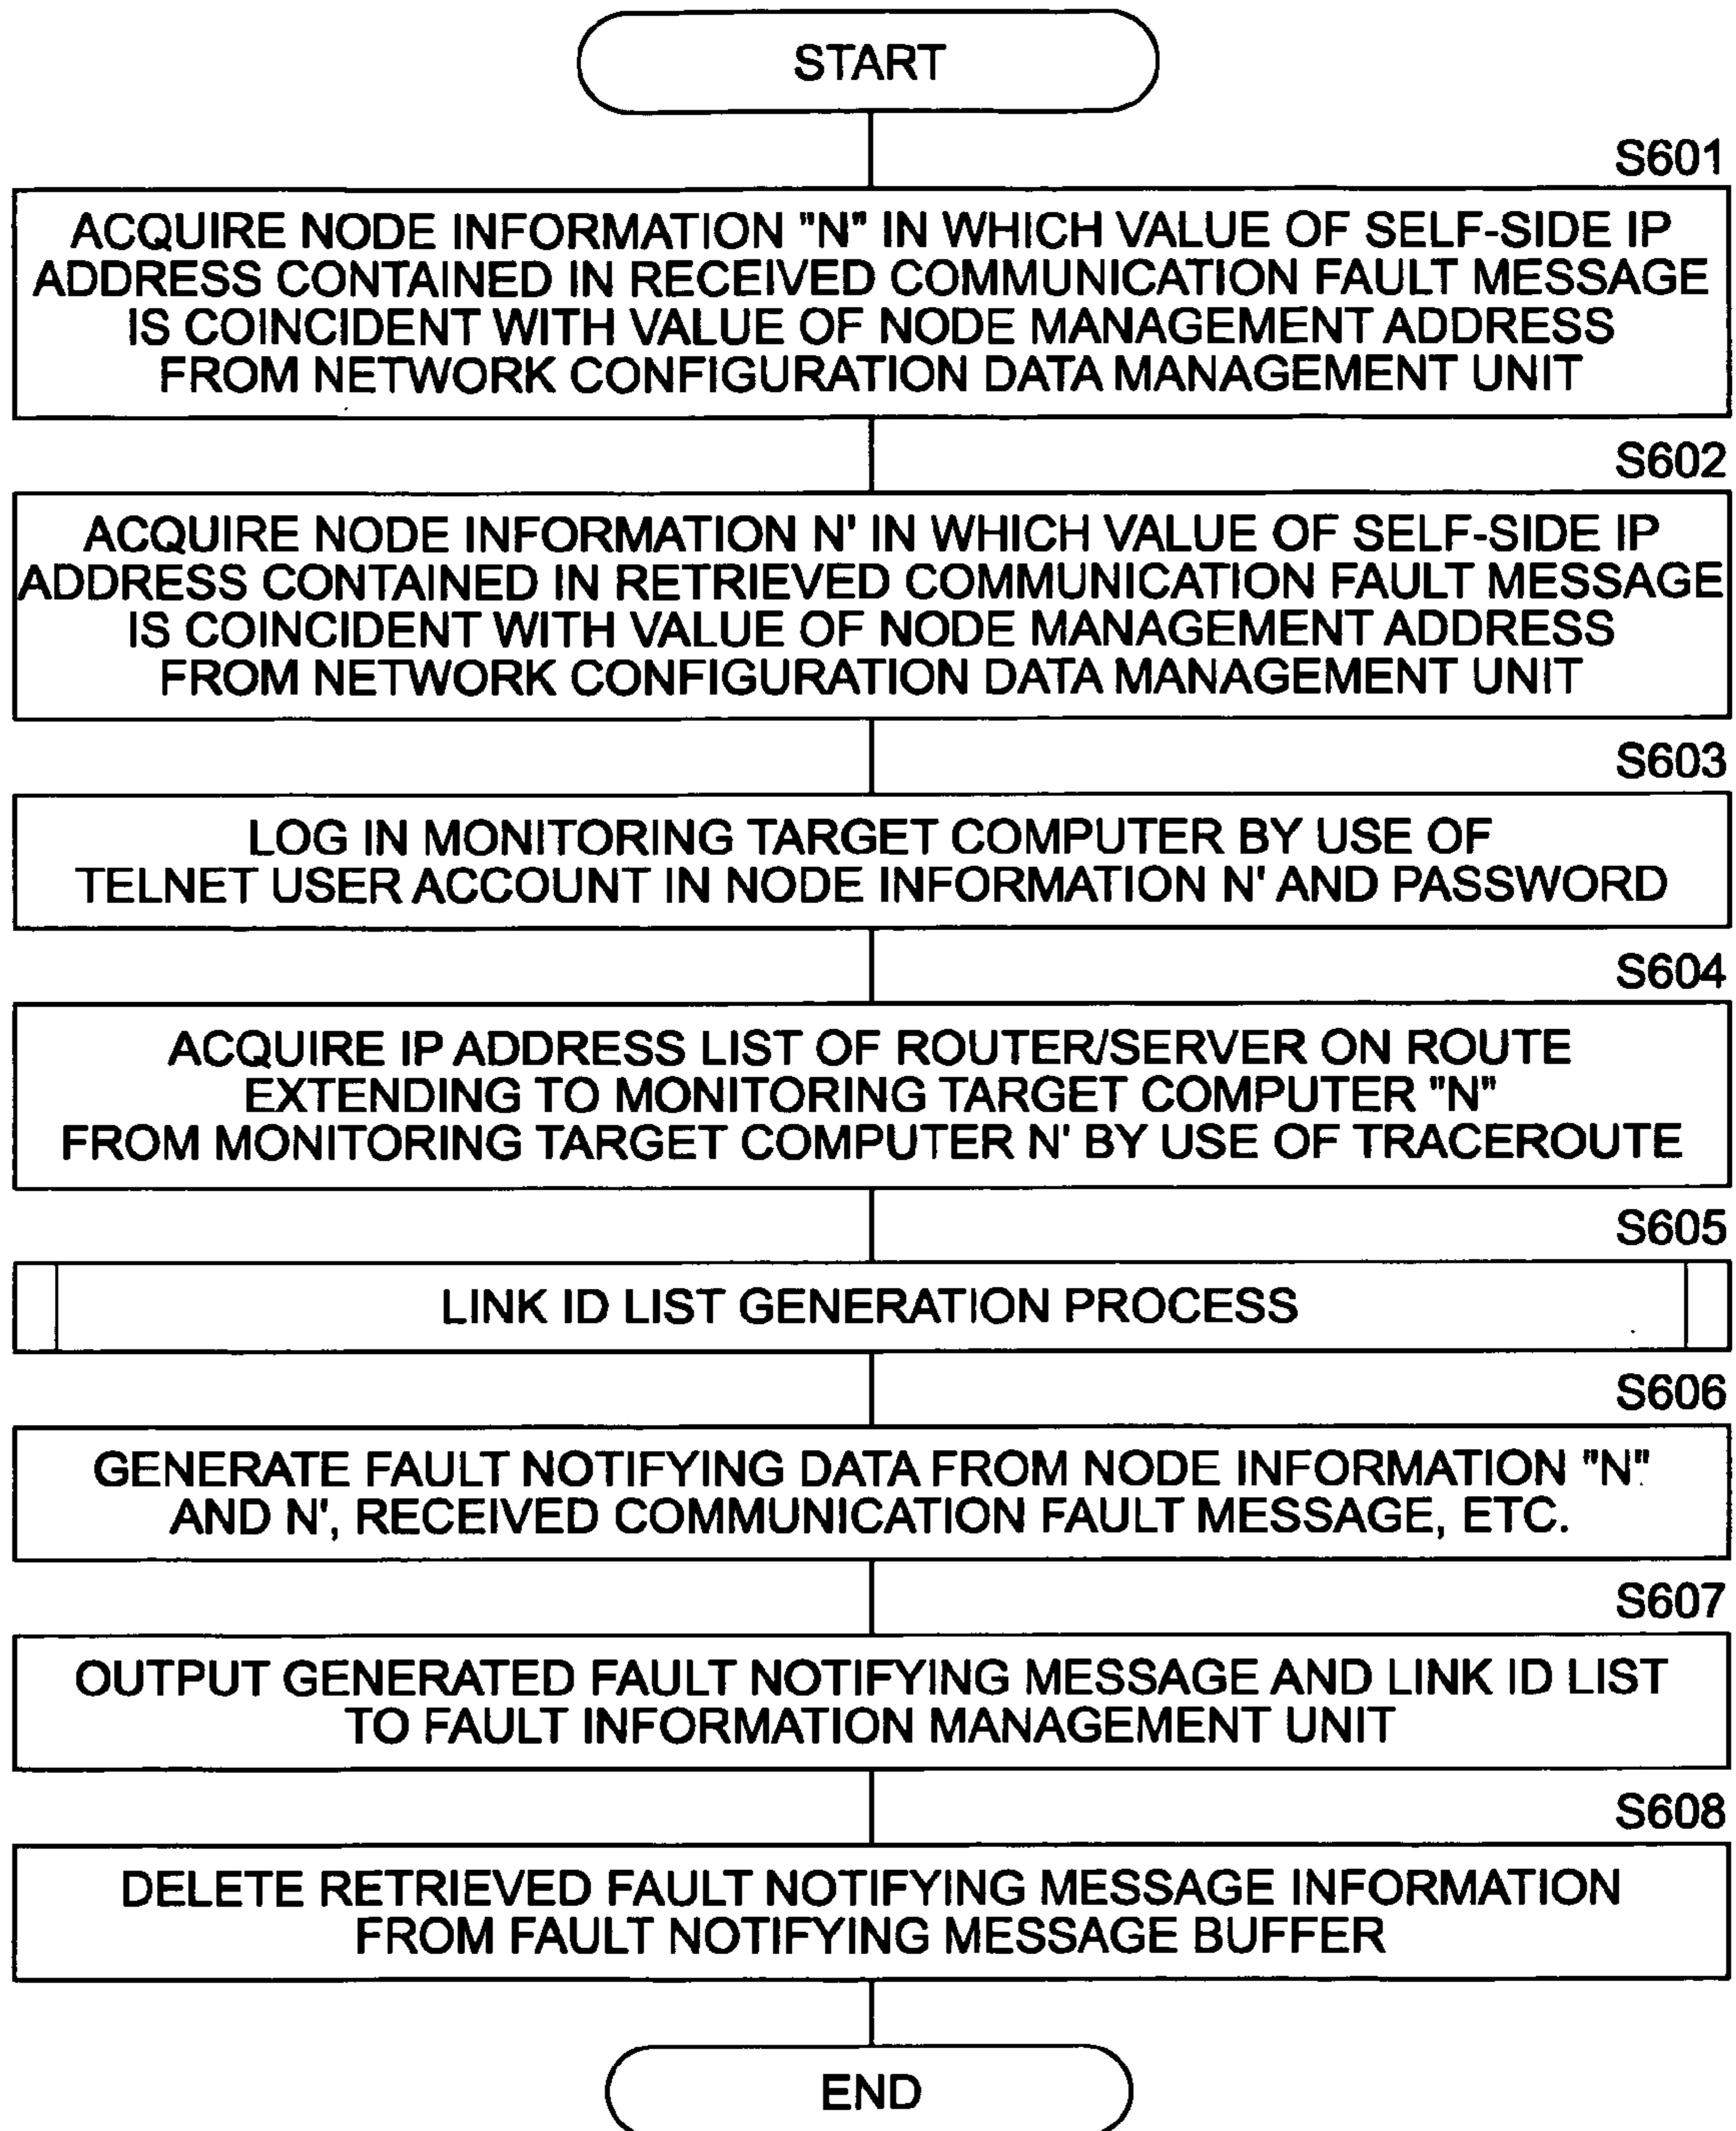 START
S601
ACQUIRE NODE INFORMATION "N" IN WHICH VALUE OF SELF-SIDE IP
ADDRESS CONTAINED IN RECEIVED COMMUNICATION FAULT MESSAGE
IS COINCIDENT WITH VALUE OF NODE MANAGEMENT ADDRESS
FROM NETWORK CONFIGURATION DATA MANAGEMENT UNIT
S602
ACQUIRE NODE INFORMATION N' IN WHICH VALUE OF SELF-SIDE IP
ADDRESS CONTAINED IN RETRIEVED COMMUNICATION FAULT MESSAGE
IS COINCIDENT WITH VALUE OF NODE MANAGEMENT ADDRESS
FROM NETWORK CONFIGURATION DATA MANAGEMENT UNIT
S603
LOG IN MONITORING TARGET COMPUTER BY USE OF
TELNET USER ACCOUNT IN NODE INFORMATION N' AND PASSWORD
S604
ACQUIRE IP ADDRESS LIST OF ROUTER/SERVER ON ROUTE
EXTENDING TO MONITORING TARGET COMPUTER "N"
FROM MONITORING TARGET COMPUTER N' BY USE OF TRACEROUTE
S605
LINK ID LIST GENERATION PROCESS
S606
GENERATE FAULT NOTIFYING DATA FROM NODE INFORMATION "N"
AND N', RECEIVED COMMUNICATION FAULT MESSAGE, ETC.
S607
OUTPUT GENERATED FAULT NOTIFYING MESSAGE AND LINK ID LIST
TO FAULT INFORMATION MANAGEMENT UNIT
S608
DELETE RETRIEVED FAULT NOTIFYING MESSAGE INFORMATION
FROM FAULT NOTIFYING MESSAGE BUFFER
END